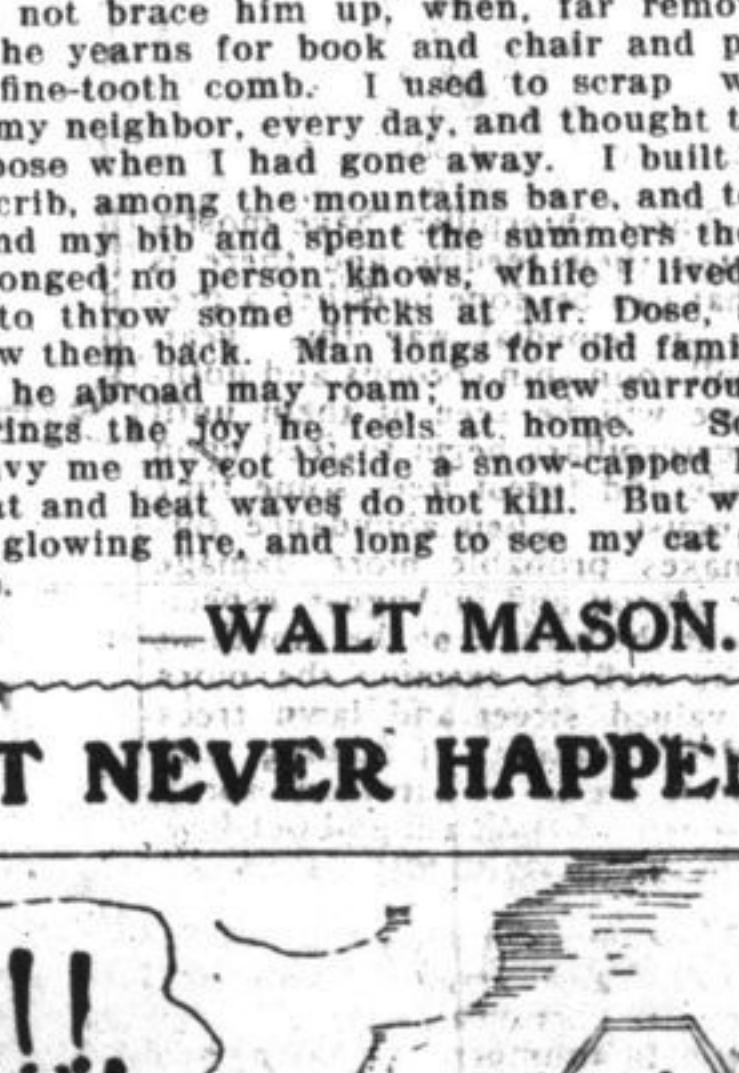 not brace him up, when, far remo
he yearns for book and chair and p
fine-tooth comb. I used to scrap w
my neighbor, every day, and thought t
pose when I had gone away. I built
crib, among the mountains bare, and t
nd my bib and spent the summers the
onged no person knows, while I lived
to throw some bricks at Mr. Dose,
w them back. Man longs for old fami
he abroad may roam; no new surrou
rings the joy he feels at home. So
vy me my cot beside a snow-capped
at and heat waves do not kill. But w
glowing fire, and long to see my cat
—WALT MASON.
T NEVER HAPPE
!!